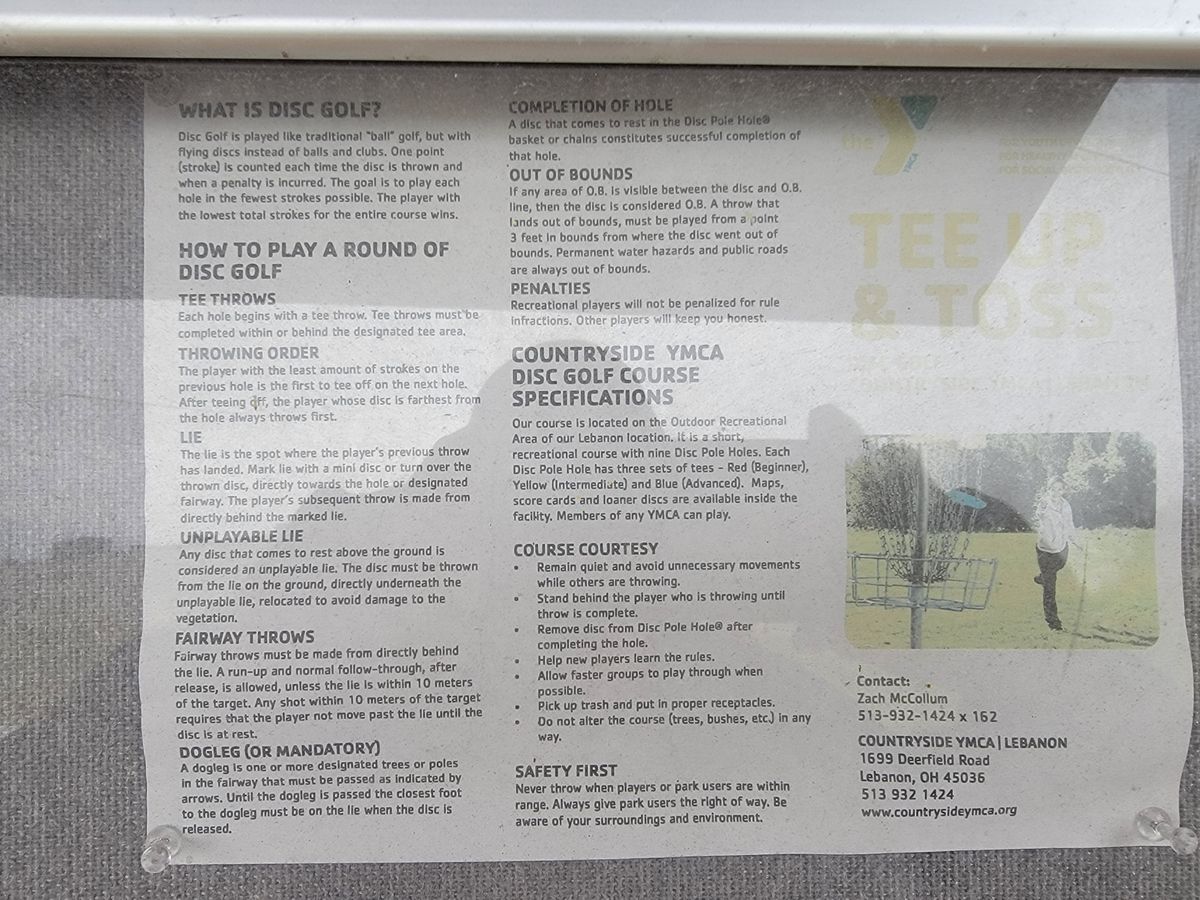 WHAT IS DISC GOLF?
Disc Golf is played like traditional "ball" golf, but with
flying discs instead of balls and clubs. One point
(stroke) is counted each time the disc is thrown and
when a penalty is incurred. The goal is to play each
hole in the fewest strokes possible. The player with
the lowest total strokes for the entire course wins.
HOW TO PLAY A ROUND OF
DISC GOLF
TEE THROWS
Each hole begins with a tee throw. Tee throws must be
completed within or behind the designated tee area.
THROWING ORDER
The player with the least amount of strokes on the
previous hole is the first to tee off on the next hole.
After teeing off, the player whose disc is farthest from
the hole always throws first.
LIE
The lie is the spot where the player's previous throw
has landed. Mark lie with a mini disc or turn over the
thrown disc, directly towards the hole or designated
fairway. The player's subsequent throw is made from
directly behind the marked lie.
UNPLAYABLE LIE
Any disc that comes to rest above the ground is
considered an unplayable lie. The disc must be thrown
from the lie on the ground, directly underneath the
unplayable lie, relocated to avoid damage to the
vegetation.
FAIRWAY THROWS
Fairway throws must be made from directly behind
the lie. A run-up and normal follow-through, after
release, is allowed, unless the lie is within 10 meters
of the target. Any shot within 10 meters of the target
requires that the player not move past the lie until the
disc is at rest.
DOGLEG (OR MANDATORY)
A dogleg is one or more designated trees or poles
in the fairway that must be passed as indicated by
arrows. Until the dogleg is passed the closest foot
to the dogleg must be on the lie when the disc is
released.
COMPLETION OF HOLE
A disc that comes to rest in the Disc Pole Hole®
basket or chains constitutes successful completion of
that hole.
OUT OF BOUNDS
If any area of O.B. is visible between the disc and O.B.
line, then the disc is considered O.B. A throw that
lands out of bounds, must be played from a point
3 feet in bounds from where the disc went out of
bounds. Permanent water hazards and public roads
are always out of bounds.
PENALTIES
Recreational players will not be penalized for rule
infractions. Other players will keep you honest.
COUNTRYSIDE YMCA
DISC GOLF COURSE
SPECIFICATIONS
Our course is located on the Outdoor Recreational
Area of our Lebanon location. It is a short,
recreational course with nine Disc Pole Holes. Each
Disc Pole Hole has three sets of tees - Red (Beginner),
Yellow (Intermediate) and Blue (Advanced). Maps,
score cards and loaner discs are available inside the
facility. Members of any YMCA can play.
COURSE COURTESY
• Remain quiet and avoid unnecessary movements
while others are throwing.
• Stand behind the player who is throwing until
throw is complete.
• Remove disc from Disc Pole Hole® after
completing the hole.
• Help new players learn the rules.
• Allow faster groups to play through when
possible.
• Pick up trash and put in proper receptacles.
• Do not alter the course (trees, bushes, etc.) in any
way.
SAFETY FIRST
Never throw when players or park users are within
range. Always give park users the right of way. Be
aware of your surroundings and environment.
the
FOR YOUTH
FOR HEALTHY
FOR SOCIAL
TEE UP
& TOSS
Contact:
Zach McCollum
513-932-1424 x 162
COUNTRYSIDE YMCA | LEBANON
1699 Deerfield Road
Lebanon, OH 45036
513 932 1424
www.countrysideymca.org